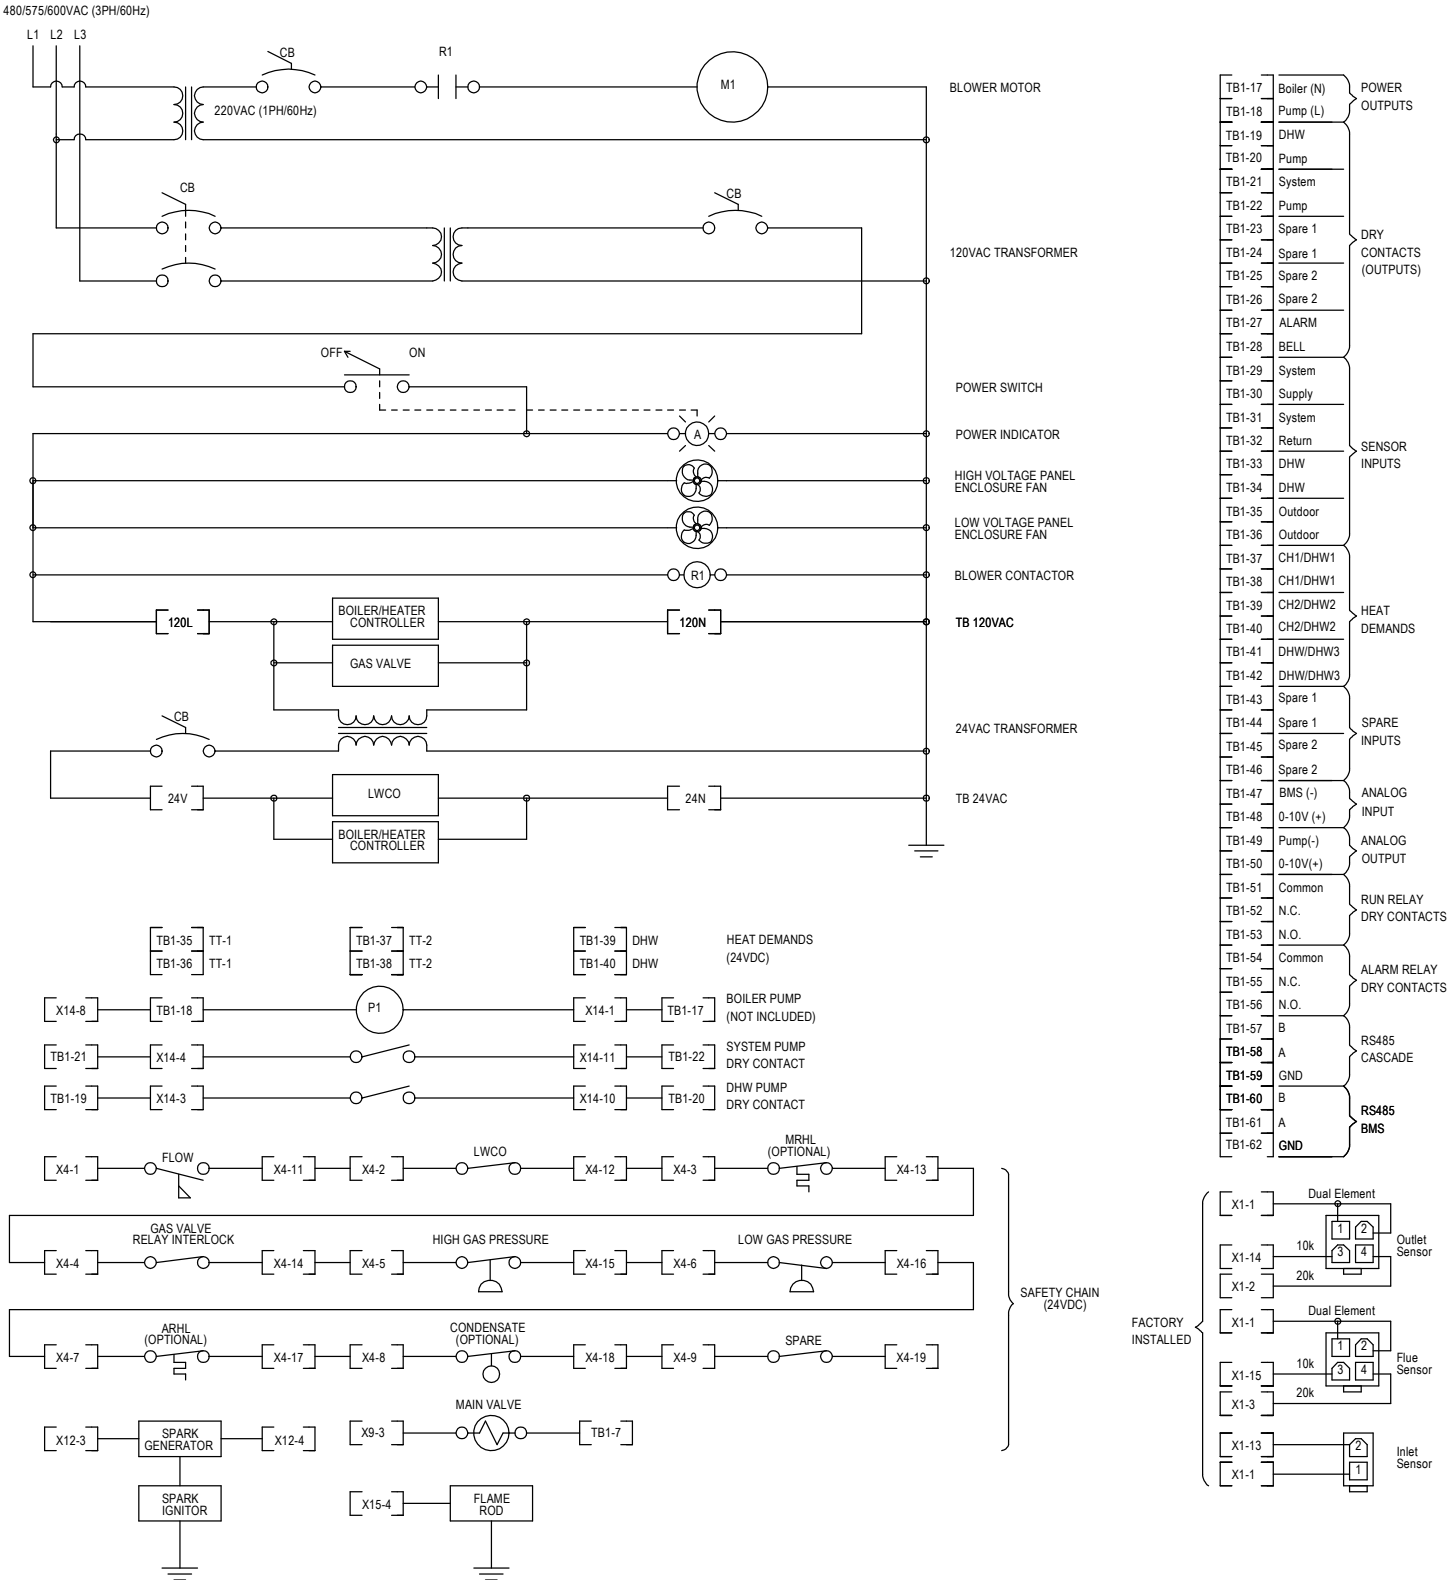 480/575/600VAC (3PH/60Hz)
L1 L2 L3
CB
R1
M1
BLOWER MOTOR
220VAC (1PH/60Hz)
CB
CB
120VAC TRANSFORMER
OFF ON
POWER SWITCH
A
POWER INDICATOR
HIGH VOLTAGE PANEL
ENCLOSURE FAN
LOW VOLTAGE PANEL
ENCLOSURE FAN
R1
BLOWER CONTACTOR
120L
BOILER/HEATER
CONTROLLER
120N
TB 120VAC
GAS VALVE
CB
24VAC TRANSFORMER
24V
LWCO
24N
TB 24VAC
BOILER/HEATER
CONTROLLER
TB1-35 TT-1
TB1-36 TT-1
TB1-37 TT-2
TB1-38 TT-2
TB1-39 DHW
TB1-40 DHW
HEAT DEMANDS
(24VDC)
X14-8 TB1-18 P1 X14-1 TB1-17
BOILER PUMP
(NOT INCLUDED)
TB1-21 X14-4 X14-11 TB1-22
SYSTEM PUMP
DRY CONTACT
TB1-19 X14-3 X14-10 TB1-20
DHW PUMP
DRY CONTACT
X4-1 FLOW X4-11 X4-2 LWCO X4-12 X4-3
MRHL
(OPTIONAL)
X4-13
X4-4
GAS VALVE
RELAY INTERLOCK
X4-14 X4-5 HIGH GAS PRESSURE X4-15 X4-6 LOW GAS PRESSURE X4-16
X4-7
ARHL
(OPTIONAL)
X4-17 X4-8
CONDENSATE
(OPTIONAL)
X4-18 X4-9 SPARE X4-19
SAFETY CHAIN
(24VDC)
X12-3
SPARK
GENERATOR
X12-4
X9-3 MAIN VALVE TB1-7
SPARK
IGNITOR
X15-4
FLAME
ROD
TB1-17 Boiler (N)
TB1-18 Pump (L)
POWER
OUTPUTS
TB1-19 DHW
TB1-20 Pump
TB1-21 System
TB1-22 Pump
TB1-23 Spare 1
TB1-24 Spare 1
TB1-25 Spare 2
TB1-26 Spare 2
TB1-27 ALARM
TB1-28 BELL
DRY
CONTACTS
(OUTPUTS)
TB1-29 System
TB1-30 Supply
TB1-31 System
TB1-32 Return
TB1-33 DHW
TB1-34 DHW
TB1-35 Outdoor
TB1-36 Outdoor
SENSOR
INPUTS
TB1-37 CH1/DHW1
TB1-38 CH1/DHW1
TB1-39 CH2/DHW2
TB1-40 CH2/DHW2
TB1-41 DHW/DHW3
TB1-42 DHW/DHW3
HEAT
DEMANDS
TB1-43 Spare 1
TB1-44 Spare 1
TB1-45 Spare 2
TB1-46 Spare 2
SPARE
INPUTS
TB1-47 BMS (-)
TB1-48 0-10V (+)
ANALOG
INPUT
TB1-49 Pump(-)
TB1-50 0-10V(+)
ANALOG
OUTPUT
TB1-51 Common
TB1-52 N.C.
TB1-53 N.O.
RUN RELAY
DRY CONTACTS
TB1-54 Common
TB1-55 N.C.
TB1-56 N.O.
ALARM RELAY
DRY CONTACTS
TB1-57 B
TB1-58 A
TB1-59 GND
RS485
CASCADE
TB1-60 B
TB1-61 A
TB1-62 GND
RS485
BMS
FACTORY
INSTALLED
X1-1 Dual Element
1 2
X1-14 10k 3 4
X1-2 20k
Outlet
Sensor
X1-1 Dual Element
1 2
X1-15 10k 3 4
X1-3 20k
Flue
Sensor
X1-13 2
X1-1 1
Inlet
Sensor